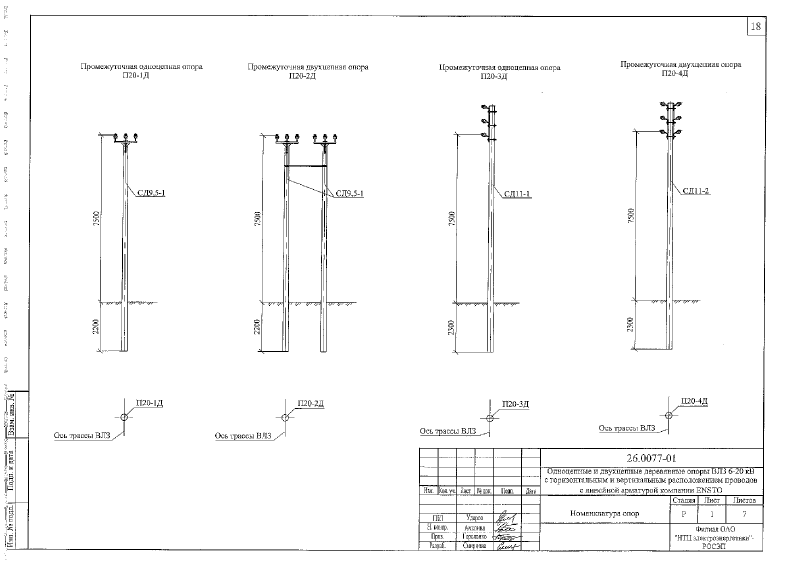 18
Промежуточная одноцепная опора
П20-1Д
Промежуточная двухцепная опора
П20-2Д
Промежуточная одноцепная опора
П20-3Д
Промежуточная двухцепная опора
П20-4Д
СД9,5-1
СД9,5-1
СД11-1
СД11-2
7500
7500
7500
7500
2200
2200
2300
2300
П20-1Д
П20-2Д
П20-3Д
П20-4Д
Ось трассы ВЛЗ
Ось трассы ВЛЗ
Ось трассы ВЛЗ
Ось трассы ВЛЗ
Взам. инв. №
Подп. и дата
Инв. № подл.
26.0077-01
Одноцепные и двухцепные деревянные опоры ВЛЗ 6-20 кВ
с горизонтальным и вертикальным расположением проводов
с линейной арматурой компании ENSTO
Изм. Кол. уч. Лист № док. Подп. Дата
Стадия Лист Листов
Р 1 7
Номенклатура опор
ГИП Ударов
Н. контр.
Пров.
Разраб.
Филиал ОАО
"НТЦ электроэнергетики"-
РОСЭП